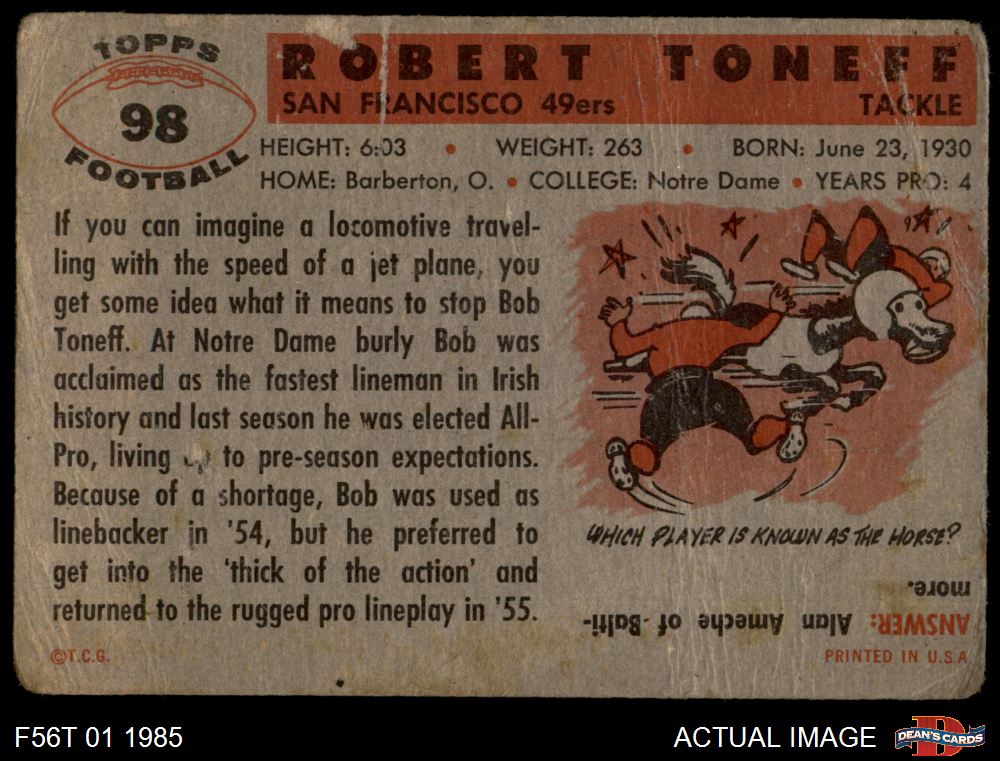 TOPPS
98
FOOTBALL
ROBERT TONEFF
SAN FRANCISCO 49ers TACKLE
HEIGHT: 6:03 • WEIGHT: 263 • BORN: June 23, 1930
HOME: Barberton, O. • COLLEGE: Notre Dame • YEARS PRO: 4
If you can imagine a locomotive travel-
ling with the speed of a jet plane, you
get some idea what it means to stop Bob
Toneff. At Notre Dame burly Bob was
acclaimed as the fastest lineman in Irish
history and last season he was elected All-
Pro, living up to pre-season expectations.
Because of a shortage, Bob was used as
linebacker in '54, but he preferred to
get into the 'thick of the action' and
returned to the rugged pro lineplay in '55.
©T.C.G.
WHICH PLAYER IS KNOWN AS THE HORSE?
ANSWER: Alan Ameche of Balti-
more.
PRINTED IN U.S.A
F56T 01 1985
ACTUAL IMAGE
D
DEAN'S CARDS